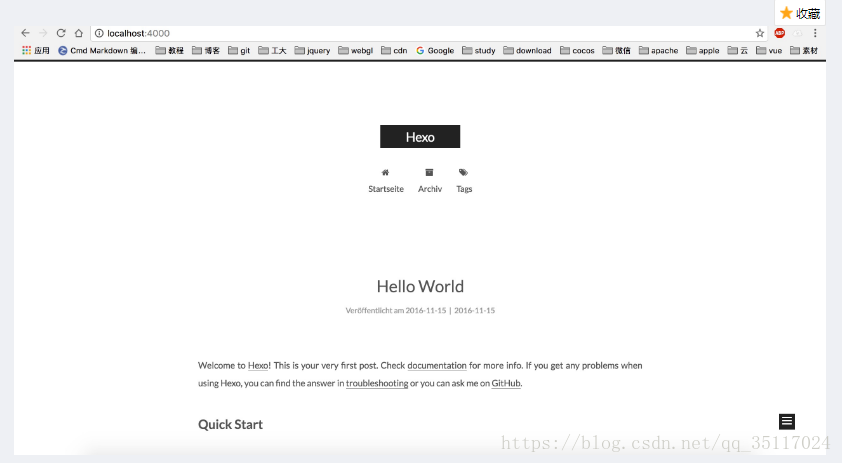 收藏
localhost:4000
应用 Cmd Markdown 编... 教程 博客 git 工大 jquery webgl cdn Google study download cocos 微信 apache apple 云 vue 素材
Hexo
Startseite Archiv Tags
Hello World
Veröffentlicht am 2016-11-15 | 2016-11-15
Welcome to Hexo! This is your very first post. Check documentation for more info. If you get any problems when
using Hexo, you can find the answer in troubleshooting or you can ask me on GitHub.
Quick Start
https://blog.csdn.net/qq_35117024